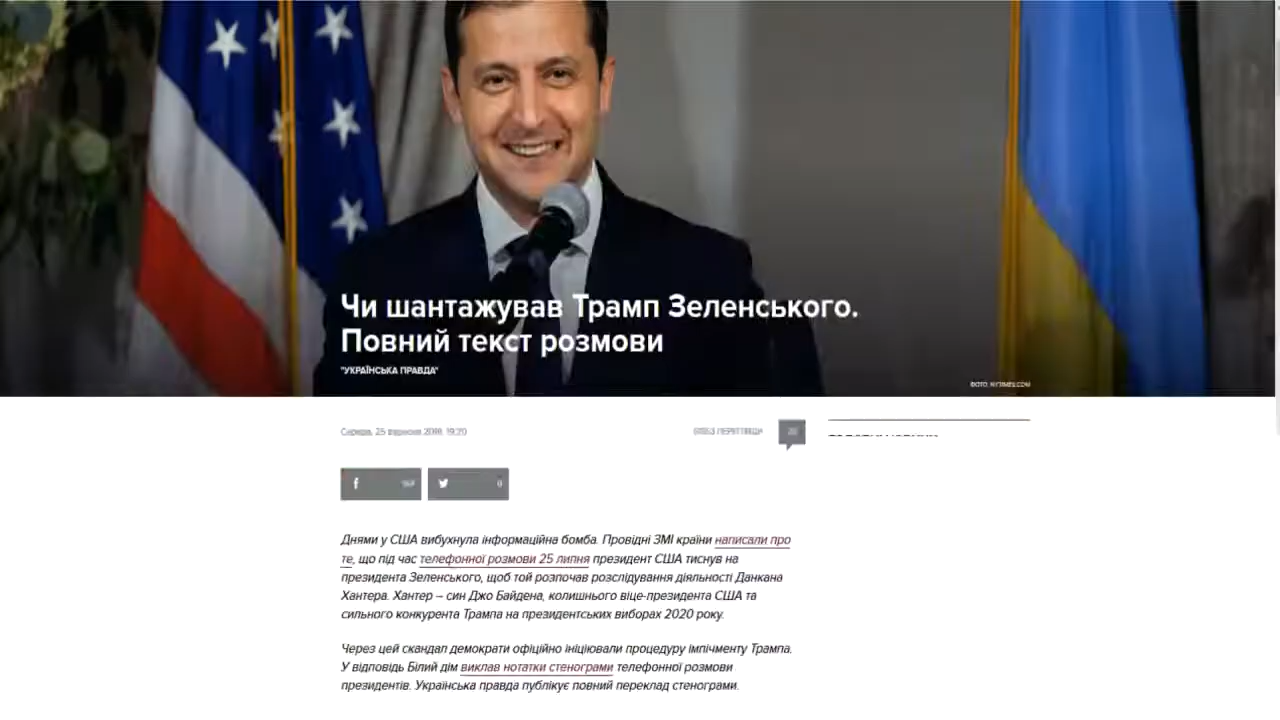 Чи шантажував Трамп Зеленського.
Повний текст розмови
"УКРАЇНСЬКА ПРАВДА"
ФОТО: NYTIMES.COM
Середа, 25 вересня 2019, 19:20
Днями у США вибухнула інформаційна бомба. Провідні ЗМІ країни написали про
те, що під час телефонної розмови 25 липня президент США тиснув на
президента Зеленського, щоб той розпочав розслідування діяльності Данкана
Хантера. Хантер – син Джо Байдена, колишнього віце-президента США та
сильного конкурента Трампа на президентських виборах 2020 року.
Через цей скандал демократи офіційно ініціювали процедуру імпічменту Трампа.
У відповідь Білий дім виклав нотатки стенограми телефонної розмови
президентів. Українська правда публікує повний переклад стенограми.